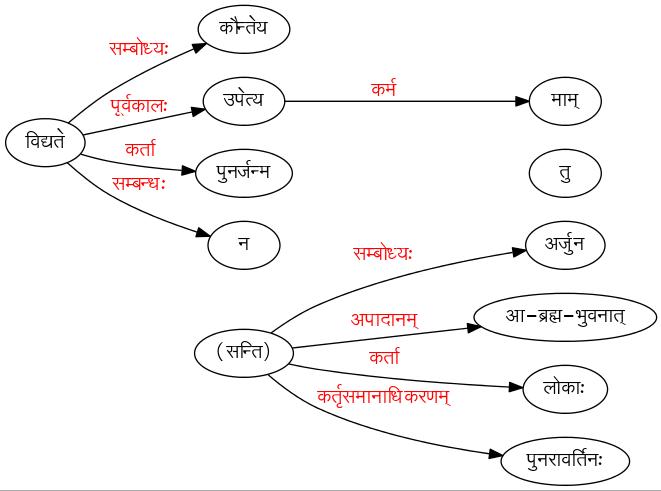 कौन्तेय
सम्बोध्यः
पूर्वकालः
उपेत्य
कर्म
माम्
विद्यते
कर्ता
पुनर्जन्म
तु
सम्बन्धः
न
सम्बोध्यः
अर्जुन
अपादानम्
आ-ब्रह्म-भुवनात्
(सन्ति)
कर्ता
लोकाः
कर्तृसमानाधिकरणम्
पुनरावर्तिनः